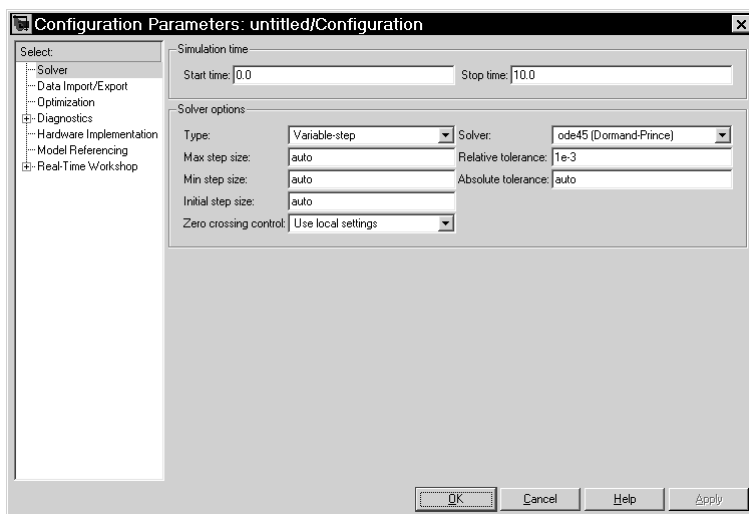 Configuration Parameters: untitled/Configuration
Select:
Solver
Data Import/Export
Optimization
Diagnostics
Hardware Implementation
Model Referencing
Real-Time Workshop
Simulation time
Start time: 0.0 Stop time: 10.0
Solver options
Type: Variable-step Solver: ode45 (Dormand-Prince)
Max step size: auto Relative tolerance: 1e-3
Min step size: auto Absolute tolerance: auto
Initial step size: auto
Zero crossing control: Use local settings
OK Cancel Help Apply